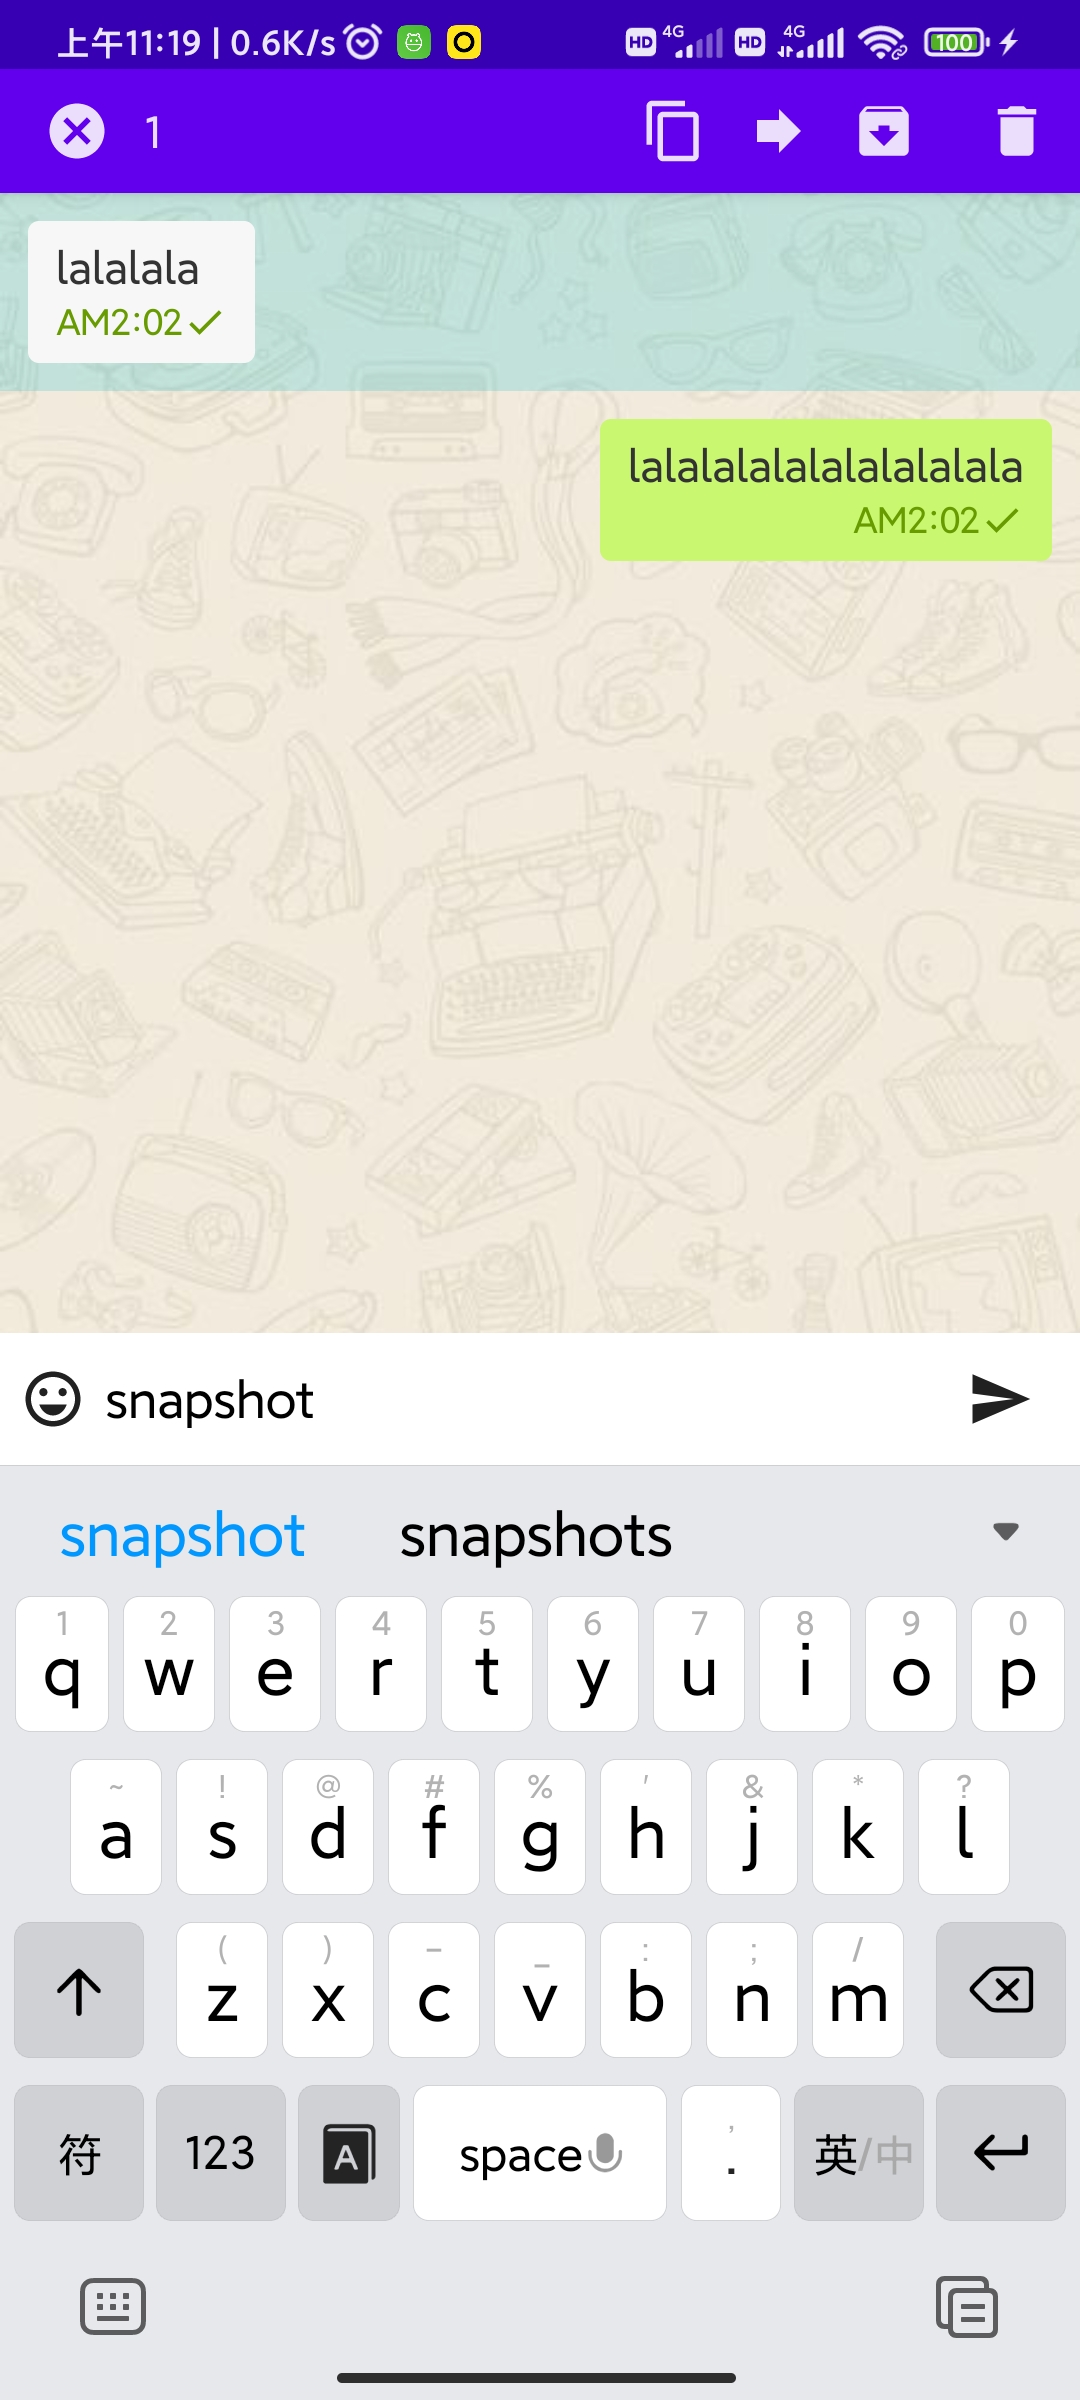 上午11:19 | 0.6K/s HD 4G HD 4G 100
1
lalalala
AM2:02
lalalalalalalalalalala
AM2:02
snapshot
snapshot snapshots
1 2 3 4 5 6 7 8 9 0
q w e r t y u i o p
~ ! @ # % ' & * ?
a s d f g h j k l
( ) - _ : ; /
z x c v b n m
符 123 A space , . 英/中